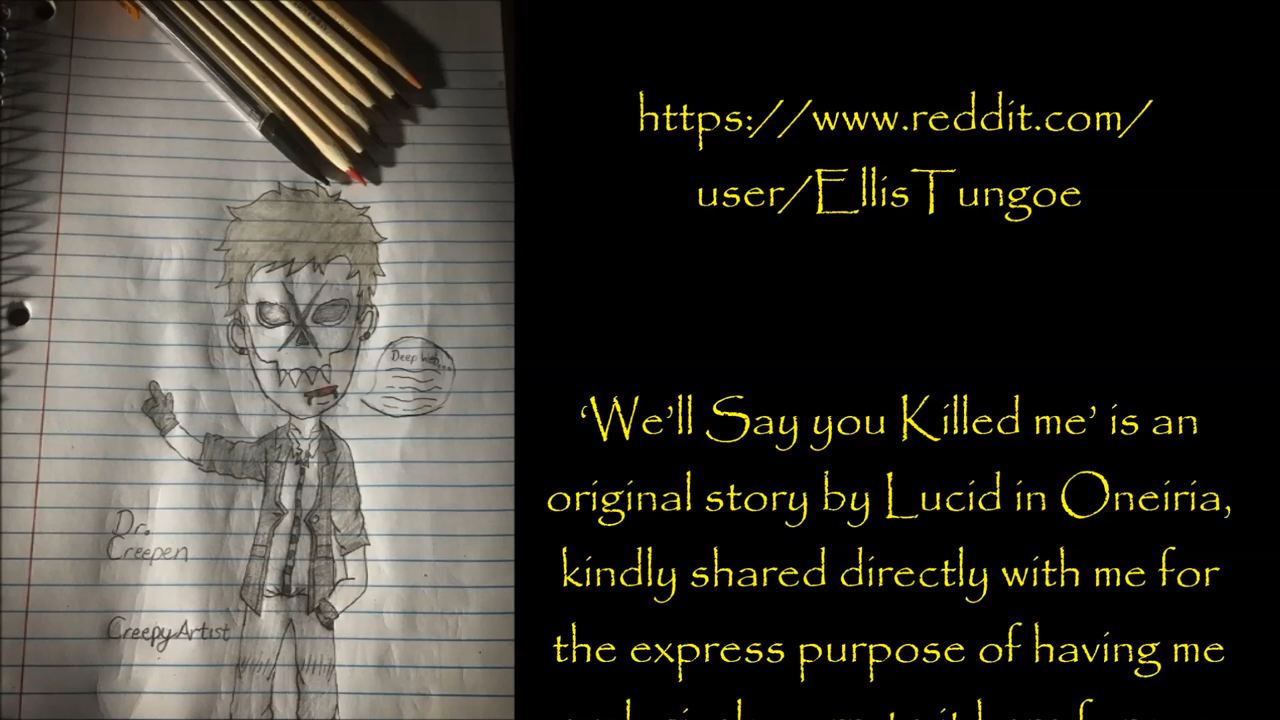 Deep Web...
Dr.
Creepen
CreepyArtist
https://www.reddit.com/
user/EllisTungoe
‘We’ll Say you Killed me’ is an
original story by Lucid in Oneiria,
kindly shared directly with me for
the express purpose of having me